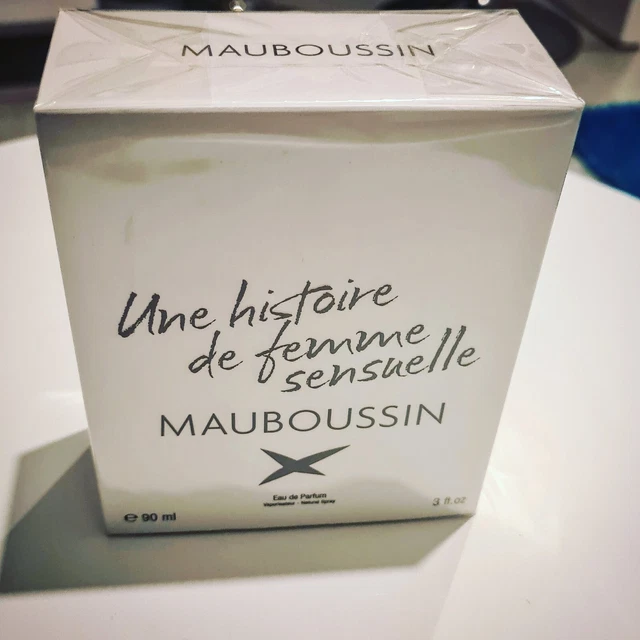 MAUBOUSSIN
Une histoire
de femme
sensuelle
MAUBOUSSIN
Eau de Parfum
Vaporisateur - Natural Spray
e 90 ml
3 fl.oz